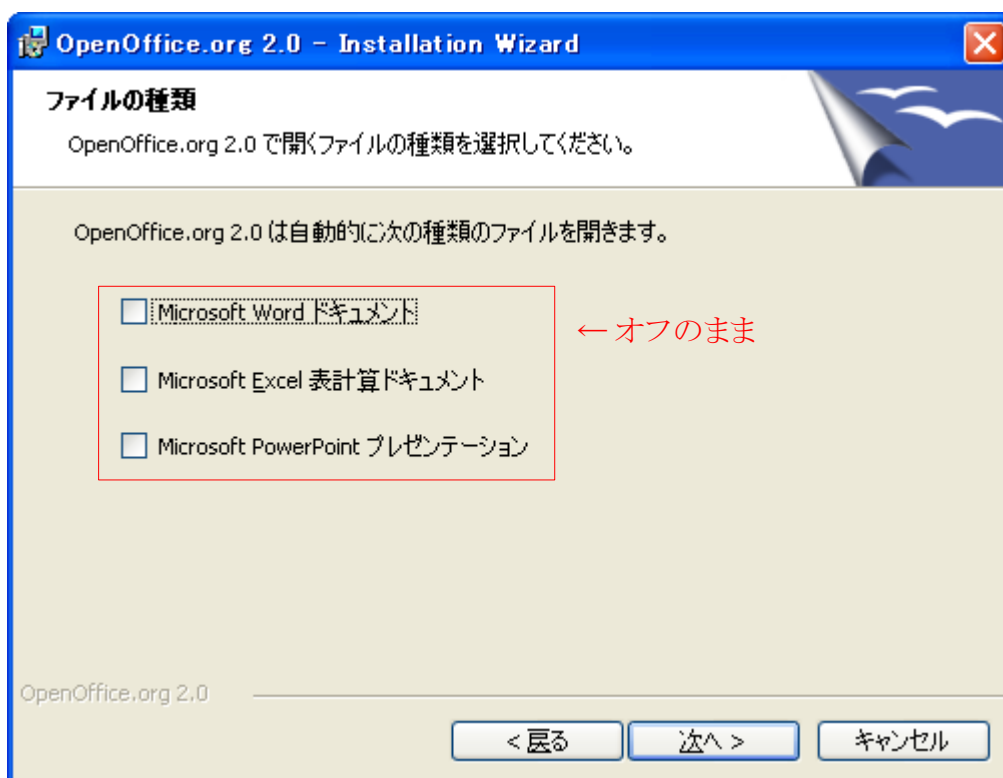 OpenOffice.org 2.0 - Installation Wizard
ファイルの種類
OpenOffice.org 2.0 で開くファイルの種類を選択してください。
OpenOffice.org 2.0 は自動的に次の種類のファイルを開きます。
Microsoft Word ドキュメント
← オフのまま
Microsoft Excel 表計算ドキュメント
Microsoft PowerPoint プレゼンテーション
OpenOffice.org 2.0
< 戻る
次へ >
キャンセル